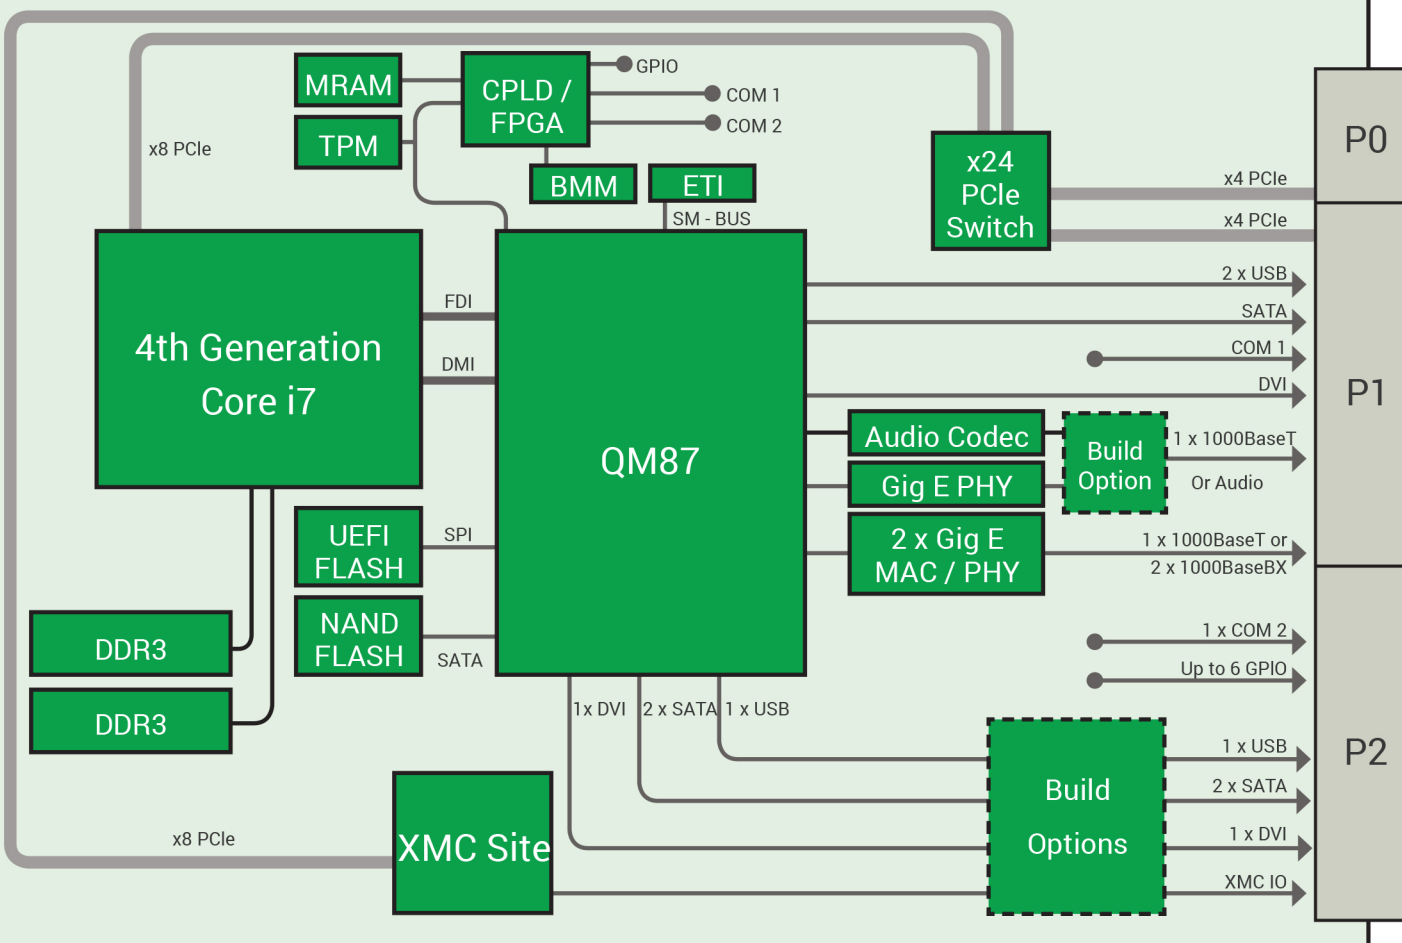 MRAM
CPLD /
FPGA
GPIO
COM 1
COM 2
TPM
x8 PCIe
BMM
ETI
SM - BUS
x24
PCIe
Switch
x4 PCIe
x4 PCIe
P0
4th Generation
Core i7
FDI
DMI
QM87
2 x USB
SATA
COM 1
DVI
P1
Audio Codec
Gig E PHY
Build
Option
1 x 1000BaseT
Or Audio
2 x Gig E
MAC / PHY
1 x 1000BaseT or
2 x 1000BaseBX
UEFI
FLASH
SPI
NAND
FLASH
SATA
DDR3
DDR3
1x DVI
2 x SATA
1 x USB
1 x COM 2
Up to 6 GPIO
P2
Build
Options
1 x USB
2 x SATA
1 x DVI
XMC IO
x8 PCIe
XMC Site